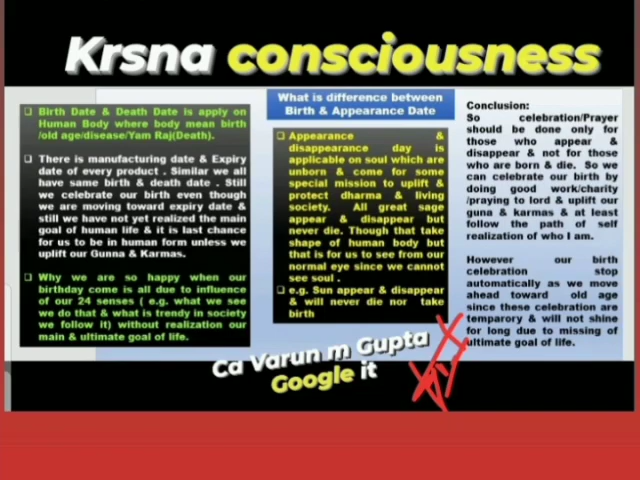 Krsna consciousness
❑ Birth Date & Death Date is apply on
Human Body where body mean birth
/old age/disease/Yam Raj(Death).
❑ There is manufacturing date & Expiry
date of every product . Similar we all
have same birth & death date . Still
we celebrate our birth even though
we are moving toward expiry date &
still we have not yet realized the main
goal of human life & it is last chance
for us to be in human form unless we
uplift our Gunna & Karmas.
❑ Why we are so happy when our
birthday come is all due to influence
of our 24 senses ( e.g. what we see
we do that & what is trendy in society
we follow it) without realization our
main & ultimate goal of life.
What is difference between
Birth & Appearance Date
❑ Appearance &
disappearance day is
applicable on soul which are
unborn & come for some
special mission to uplift &
protect dharma & living
society. All great sage
appear & disappear but
never die. Though that take
shape of human body but
that is for us to see from our
normal eye since we cannot
see soul .
❑ e.g. Sun appear & disappear
& will never die nor take
birth
Conclusion:
So celebration/Prayer
should be done only for
those who appear &
disappear & not for those
who are born & die. So we
can celebrate our birth by
doing good work/charity
/praying to lord & uplift our
guna & karmas & at least
follow the path of self
realization of who I am.
However our birth
celebration stop
automatically as we move
ahead toward old age
since these celebration are
temparory & will not shine
for long due to missing of
ultimate goal of life.
Ca Varun m Gupta
Google it